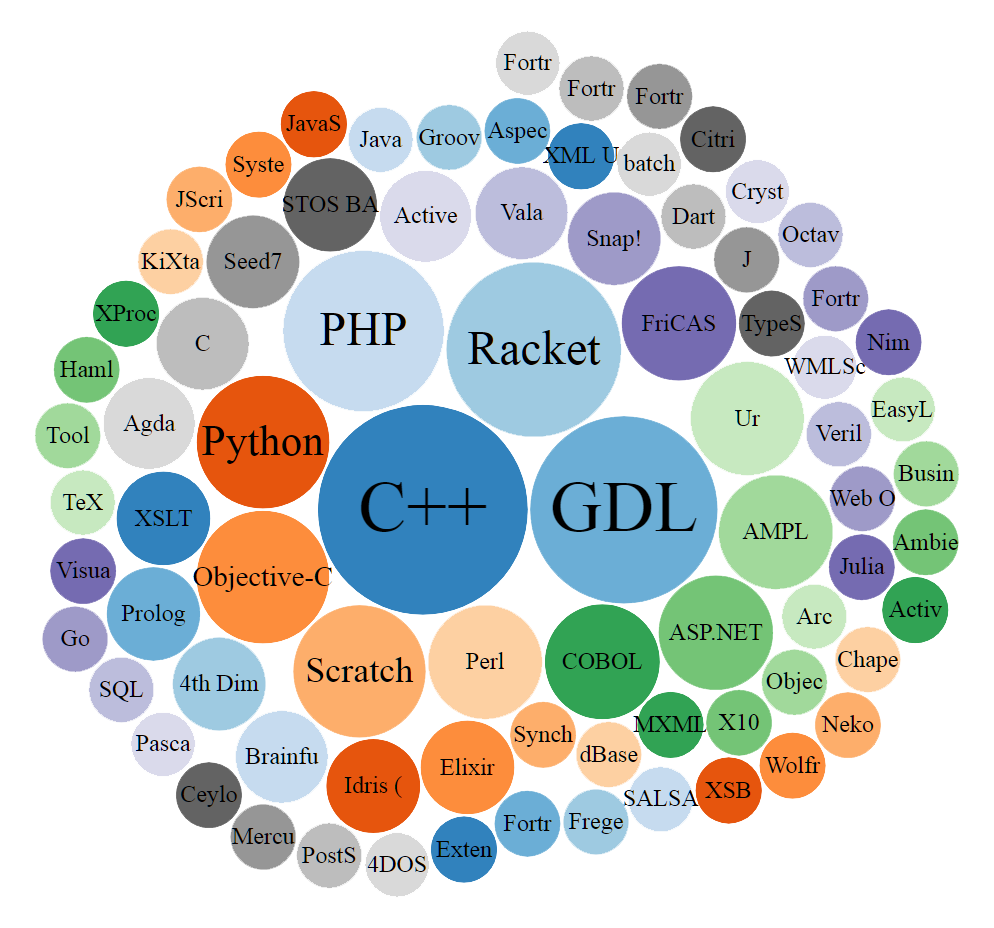 Fortr
Fortr
Fortr
JavaS
Java
Groov
Aspec
XML U
batch
Citri
Syste
JScri
STOS BA
Active
Vala
Snap!
Dart
Cryst
Octav
KiXta
Seed7
J
XProc
C
PHP
Racket
FriCAS
TypeS
Fortr
Nim
Haml
WMLSc
Tool
Agda
Python
Ur
Veril
EasyL
TeX
XSLT
C++
GDL
AMPL
Web O
Busin
Visua
Objective-C
Julia
Ambie
Go
Prolog
ASP.NET
Arc
Activ
SQL
4th Dim
Scratch
Perl
COBOL
Objec
Chape
Pasca
Brainfu
Synch
MXML
X10
Neko
Ceylo
Idris (
Elixir
dBase
Wolfr
Mercu
PostS
4DOS
Exten
Fortr
Frege
SALSA
XSB